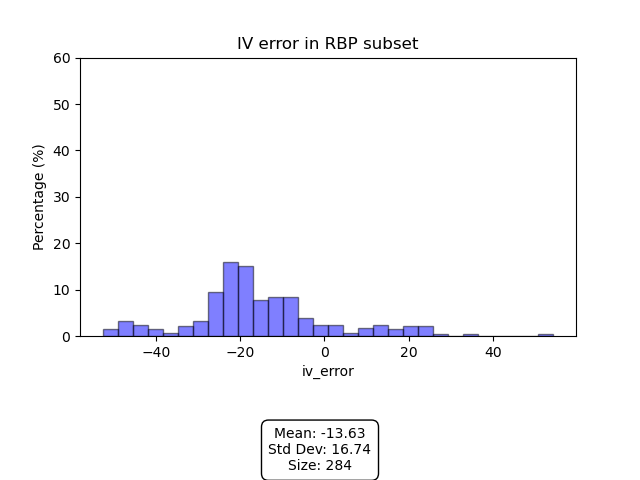 IV error in RBP subset
60
50
40
30
20
10
0
Percentage (%)
−40
−20
0
20
40
iv_error
Mean: -13.63
Std Dev: 16.74
Size: 284